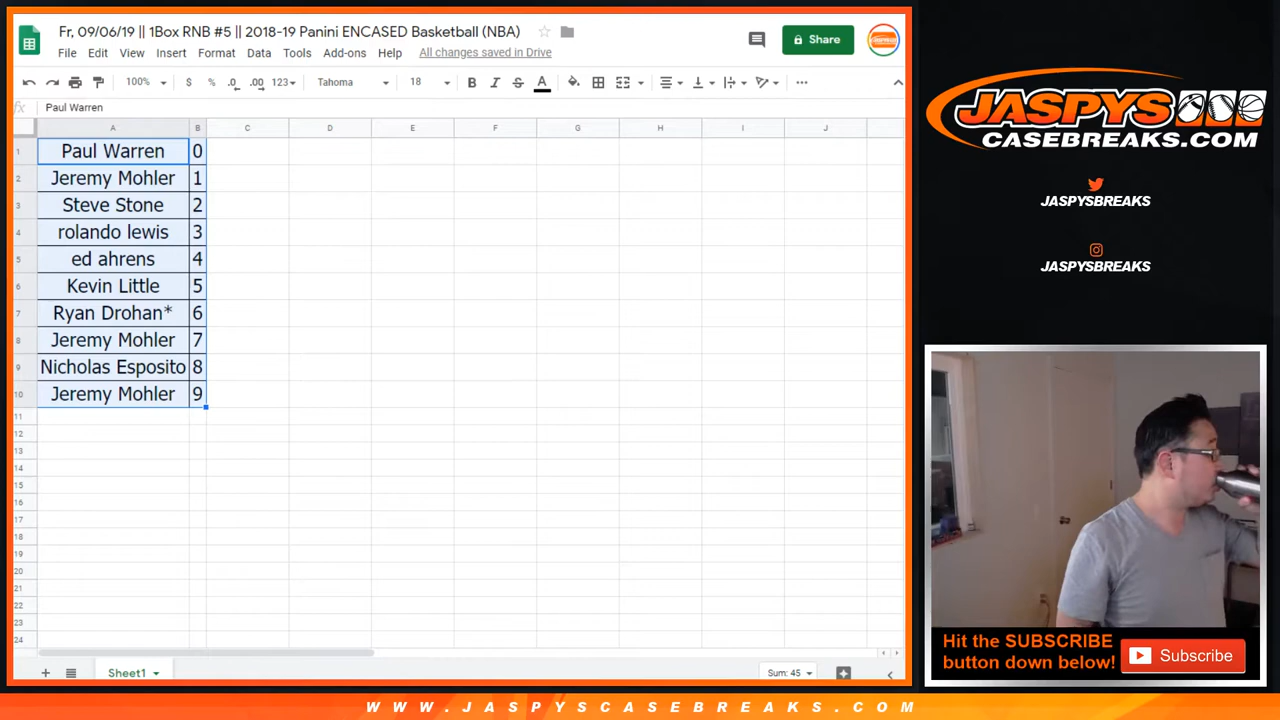 Fr, 09/06/19 || 1Box RNB #5 || 2018-19 Panini ENCASED Basketball (NBA)
File Edit View Insert Format Data Tools Add-ons Help All changes saved in Drive
Share
100% $ % .0 .00 123 Tahoma 18 B I S A
fx Paul Warren
A B C D E F G H I J
1 Paul Warren 0
2 Jeremy Mohler 1
3 Steve Stone 2
4 rolando lewis 3
5 ed ahrens 4
6 Kevin Little 5
7 Ryan Drohan* 6
8 Jeremy Mohler 7
9 Nicholas Esposito 8
10 Jeremy Mohler 9
11
12
13
14
15
16
17
18
19
20
21
22
23
24
Sheet1
Sum: 45
JASPYS
CASEBREAKS.COM
JASPYSBREAKS
JASPYSBREAKS
Hit the SUBSCRIBE
button down below!
Subscribe
WWW.JASPYSCASEBREAKS.COM